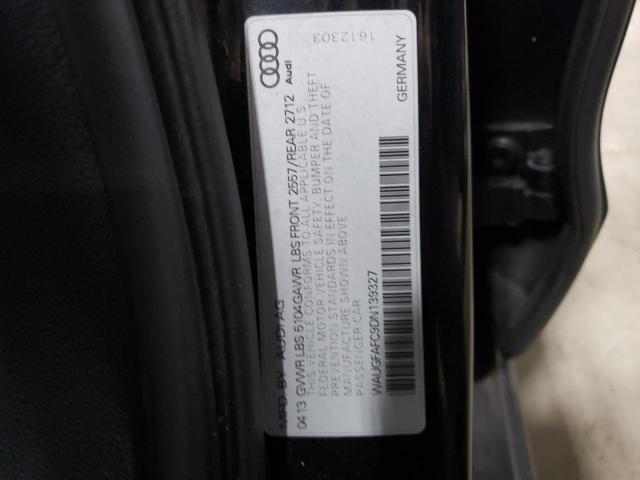 MFD BY AUDI AG
0413 GVWR LBS 5104GAWR LBS FRONT 2557/REAR 2712
THIS VEHICLE CONFORMS TO ALL APPLICABLE U S
FEDERAL MOTOR VEHICLE SAFETY, BUMPER AND THEFT
PREVENTION STANDARDS IN EFFECT ON THE DATE OF
MANUFACTURE SHOWN ABOVE
PASSENGER CAR
WAUGFAFC9DN139327
GERMANY
Audi
1612303